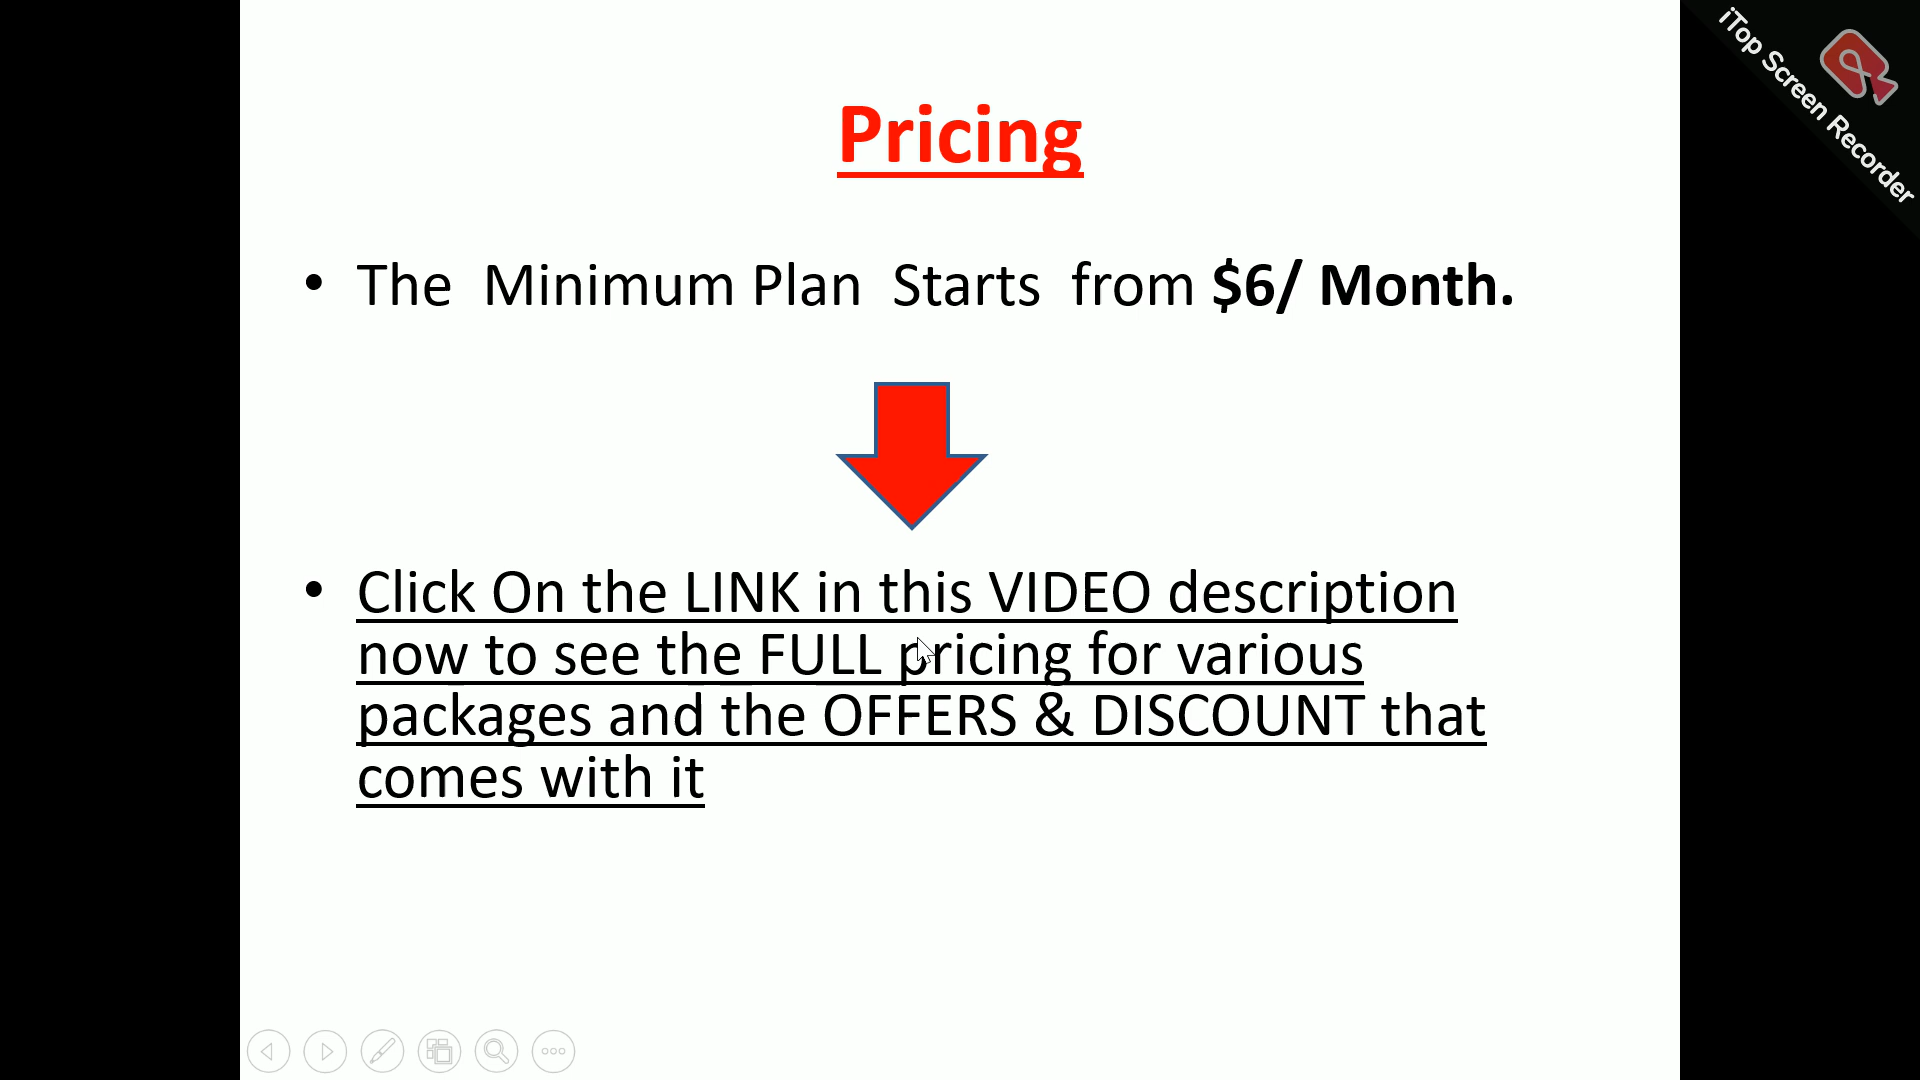 Pricing
• The Minimum Plan Starts from $6/ Month.
• Click On the LINK in this VIDEO description
now to see the FULL pricing for various
packages and the OFFERS & DISCOUNT that
comes with it
iTop Screen Recorder